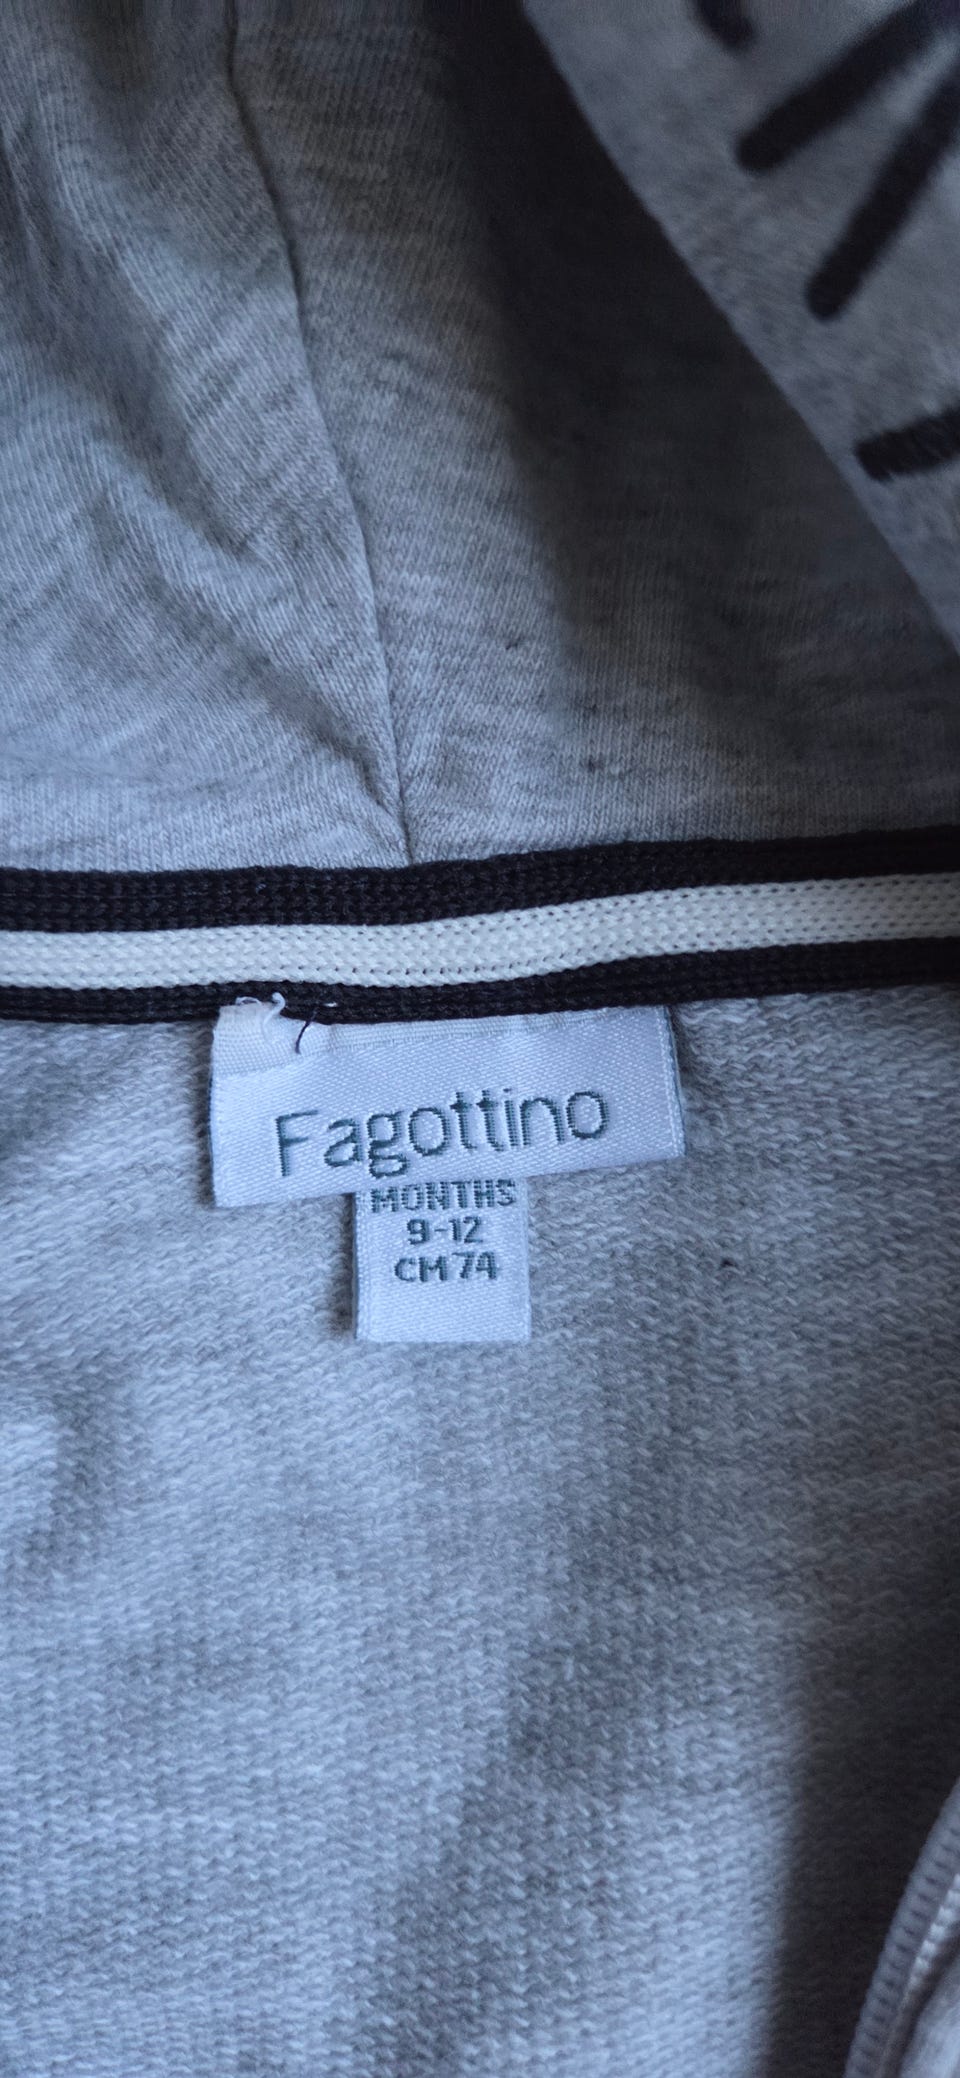 Fagottino
MONTHS
9-12
CM 74